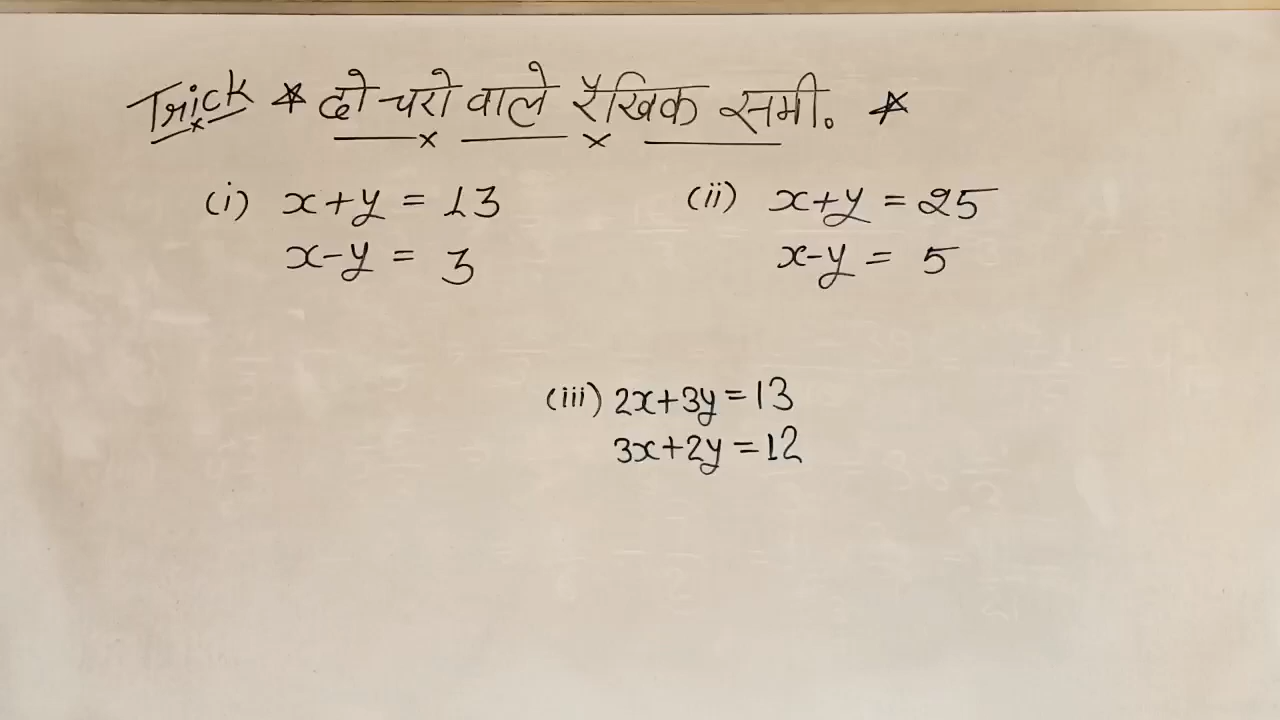 Trick * दो चरो वाले रैखिक समी. *
(i) x+y = 13
x-y = 3
(ii) x+y = 25
x-y = 5
(iii) 2x+3y=13
3x+2y=12